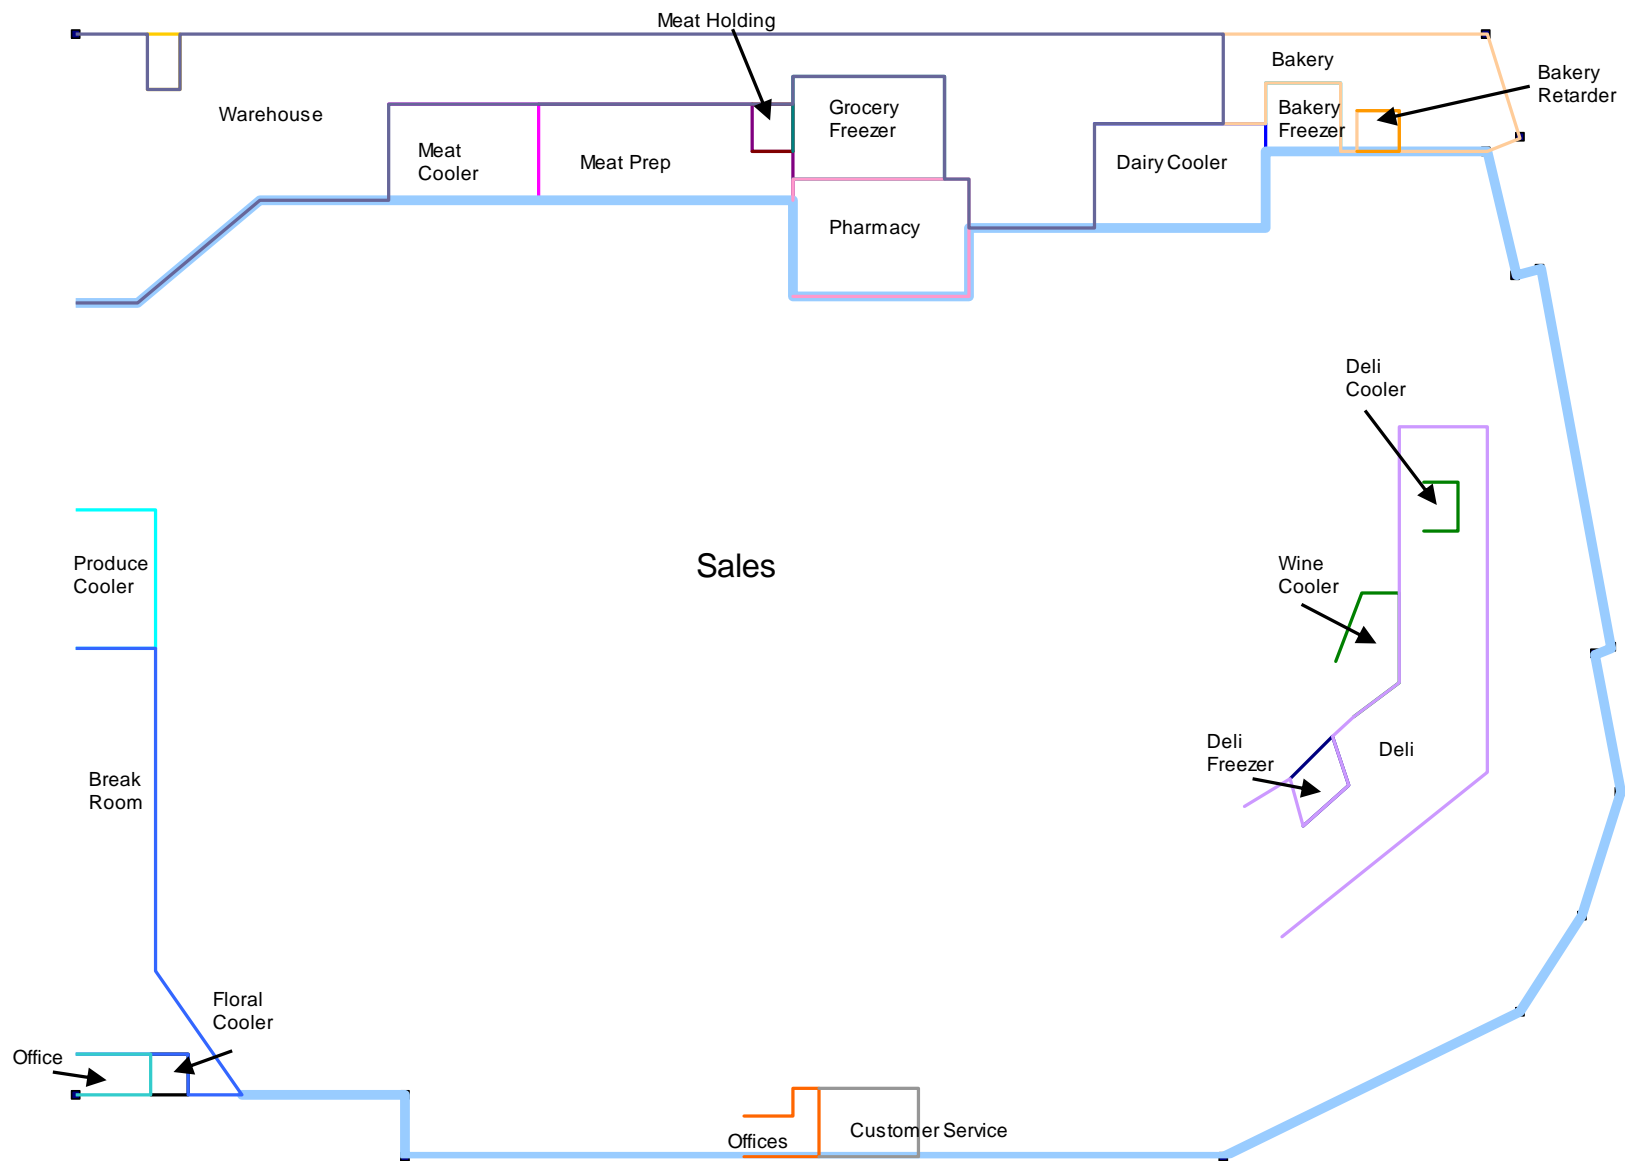 Meat Holding
Bakery
Bakery
Retarder
Warehouse
Grocery
Freezer
Bakery
Freezer
Meat
Cooler
Meat Prep
Dairy Cooler
Pharmacy
Deli
Cooler
Produce
Cooler
Sales
Wine
Cooler
Deli
Freezer
Deli
Break
Room
Floral
Cooler
Office
Offices
Customer Service